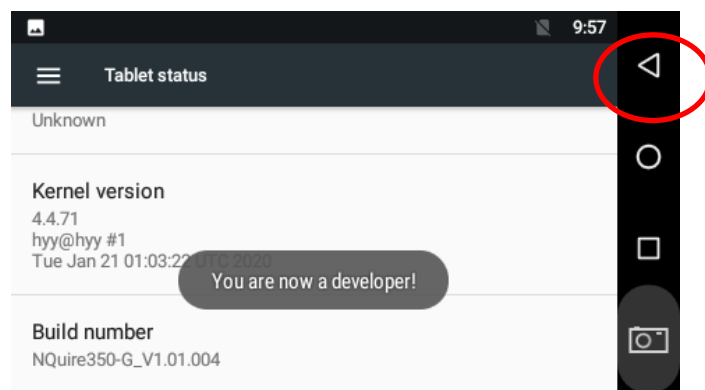 9:57
Tablet status
Unknown
Kernel version
4.4.71
hyy@hyy #1
Tue Jan 21 01:03:22 UTC 2020
You are now a developer!
Build number
NQuire350-G_V1.01.004